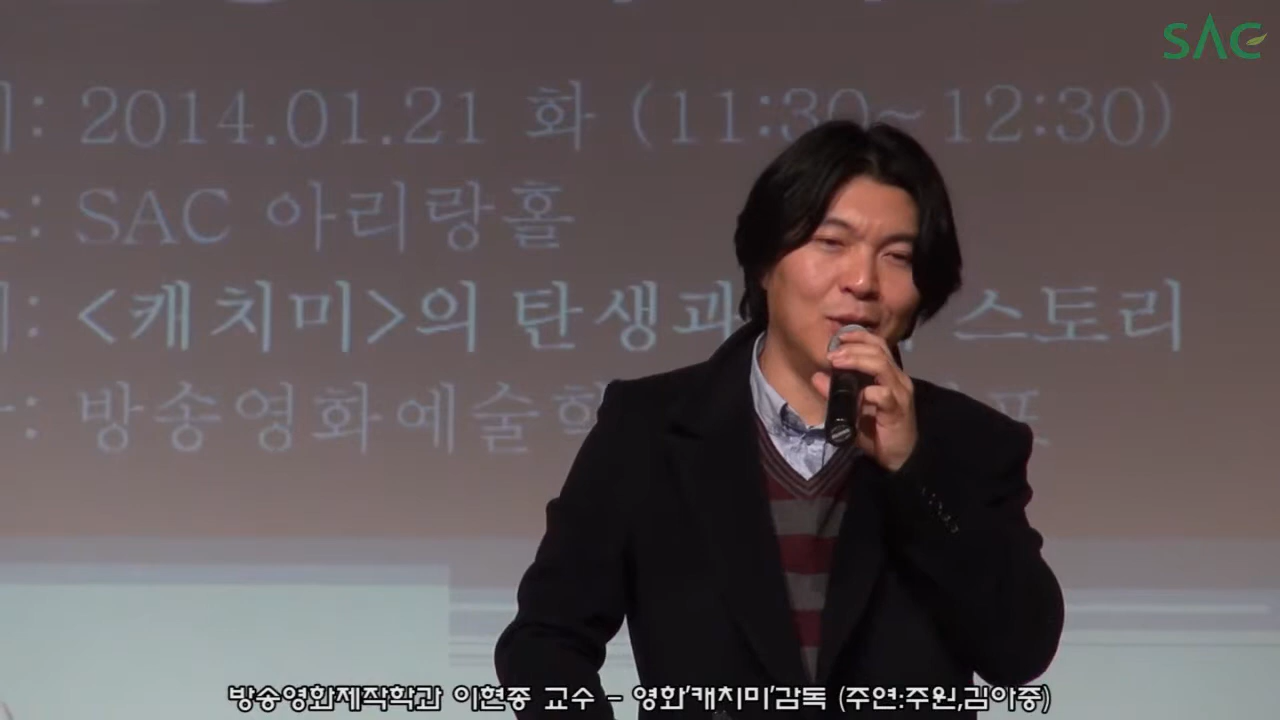 SAC
: 2014.01.21 화 (11:30~12:30)
: SAC 아리랑홀
: <캐치미>의 탄생과 스토리
: 방송영화예술학
방송영화제작학과 이현종 교수 - 영화'캐치미'감독 (주연:주원,김아중)